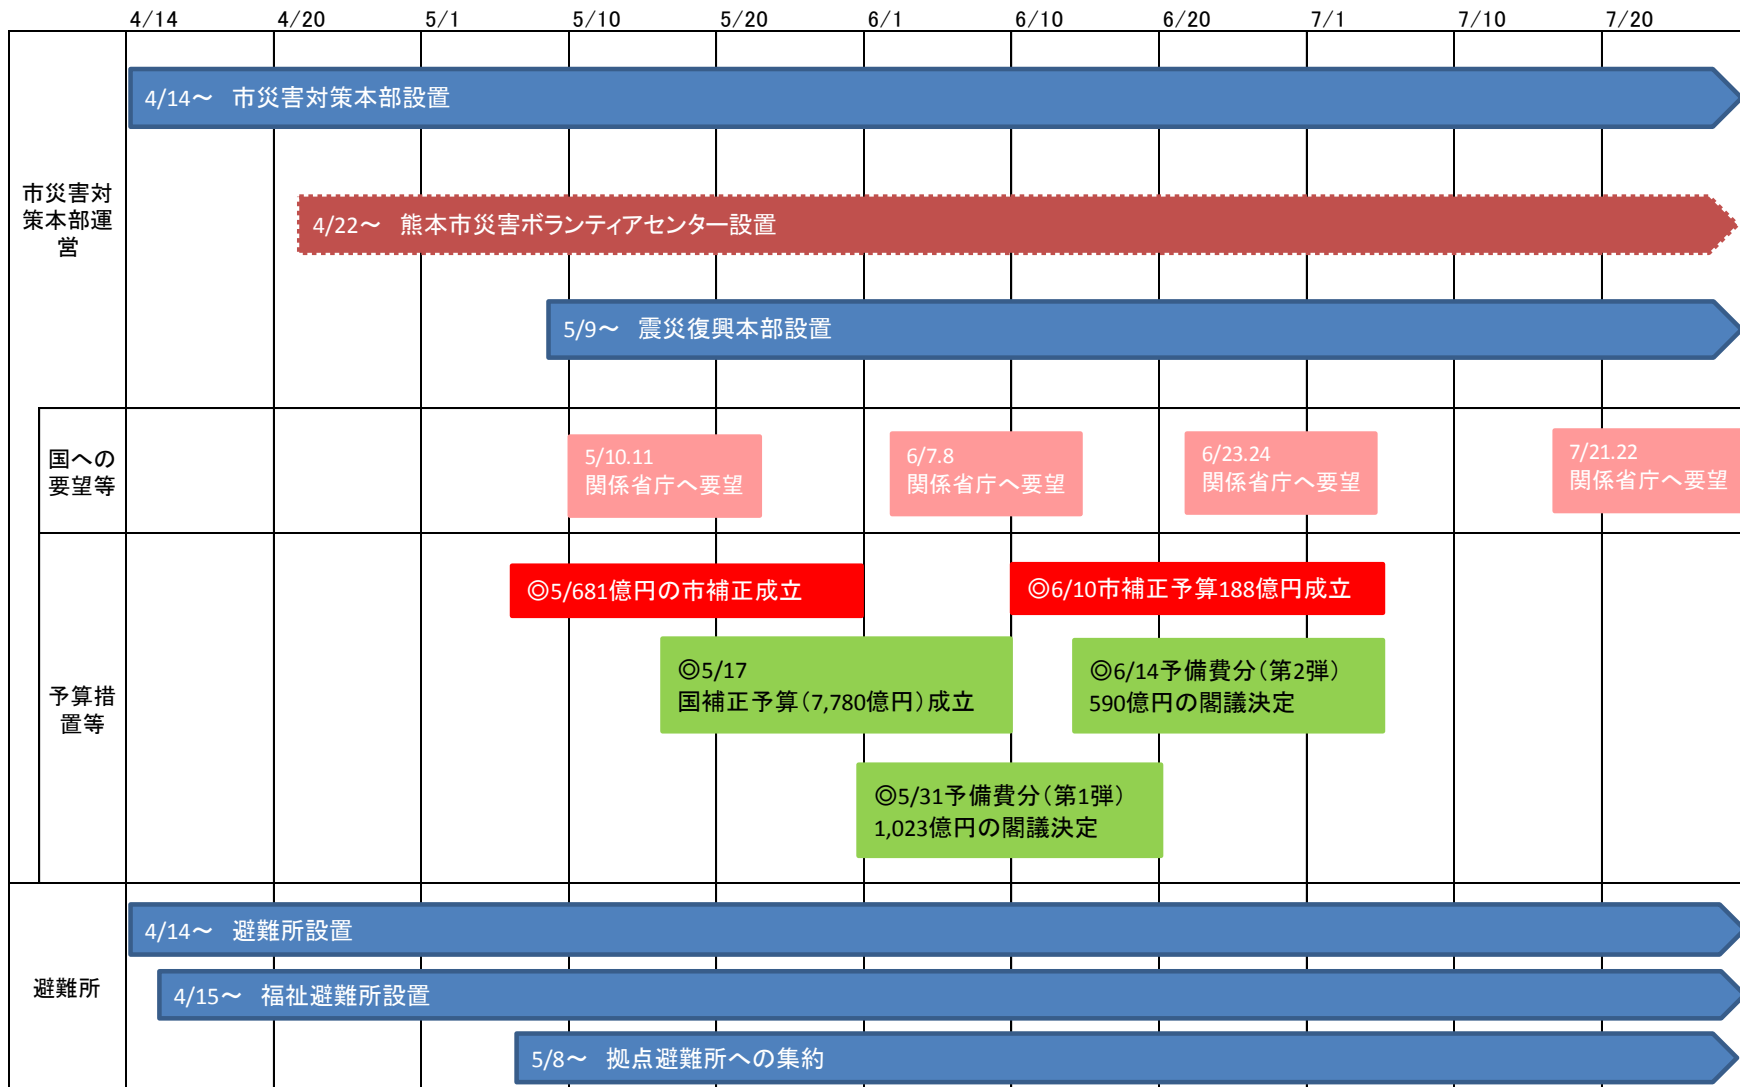 4/14 4/20 5/1 5/10 5/20 6/1 6/10 6/20 7/1 7/10 7/20
市災害対
策本部運
営
4/14～ 市災害対策本部設置
4/22～ 熊本市災害ボランティアセンター設置
5/9～ 震災復興本部設置
国への
要望等
5/10.11
関係省庁へ要望
6/7.8
関係省庁へ要望
6/23.24
関係省庁へ要望
7/21.22
関係省庁へ要望
予算措
置等
◎5/681億円の市補正成立
◎6/10市補正予算188億円成立
◎5/17
国補正予算（7,780億円）成立
◎6/14予備費分（第2弾）
590億円の閣議決定
◎5/31予備費分（第1弾）
1,023億円の閣議決定
避難所
4/14～ 避難所設置
4/15～ 福祉避難所設置
5/8～ 拠点避難所への集約